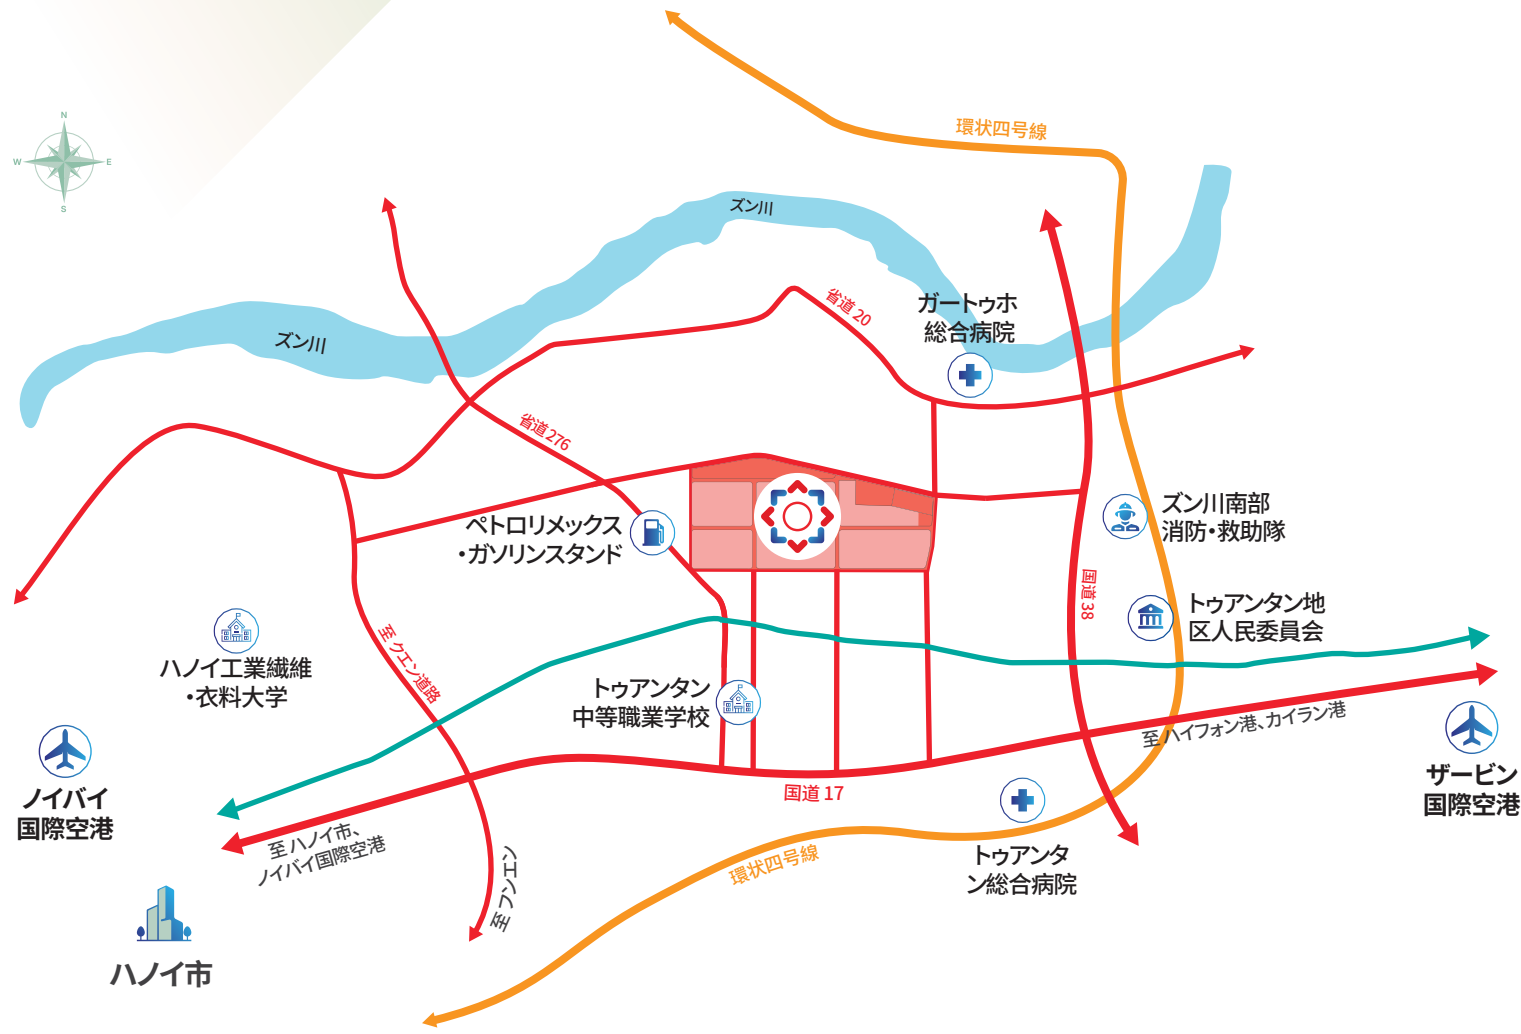 N
W
E
S
環状四号線
ズン川
ズン川
省道 20
ガートゥホ
総合病院
省道276
ペトロリメックス
・ガソリンスタンド
ズン川南部
消防・救助隊
国道 38
トゥアンタン地
区人民委員会
ハノイ工業繊維
・衣料大学
至 クエン道路
トゥアンタン
中等職業学校
至 ハイフォン港、カイラン港
ノイバイ
国際空港
ザービン
国際空港
国道 17
至 ハノイ市、
ノイバイ国際空港
環状四号線
トゥアンタ
ン総合病院
至 フンエン
ハノイ市